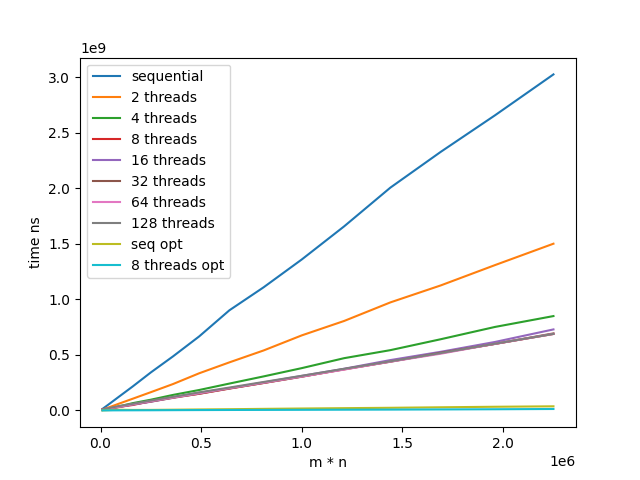 1e9
3.0
2.5
2.0
1.5
1.0
0.5
0.0
time ns
sequential
2 threads
4 threads
8 threads
16 threads
32 threads
64 threads
128 threads
seq opt
8 threads opt
0.0 0.5 1.0 1.5 2.0
1e6
m * n